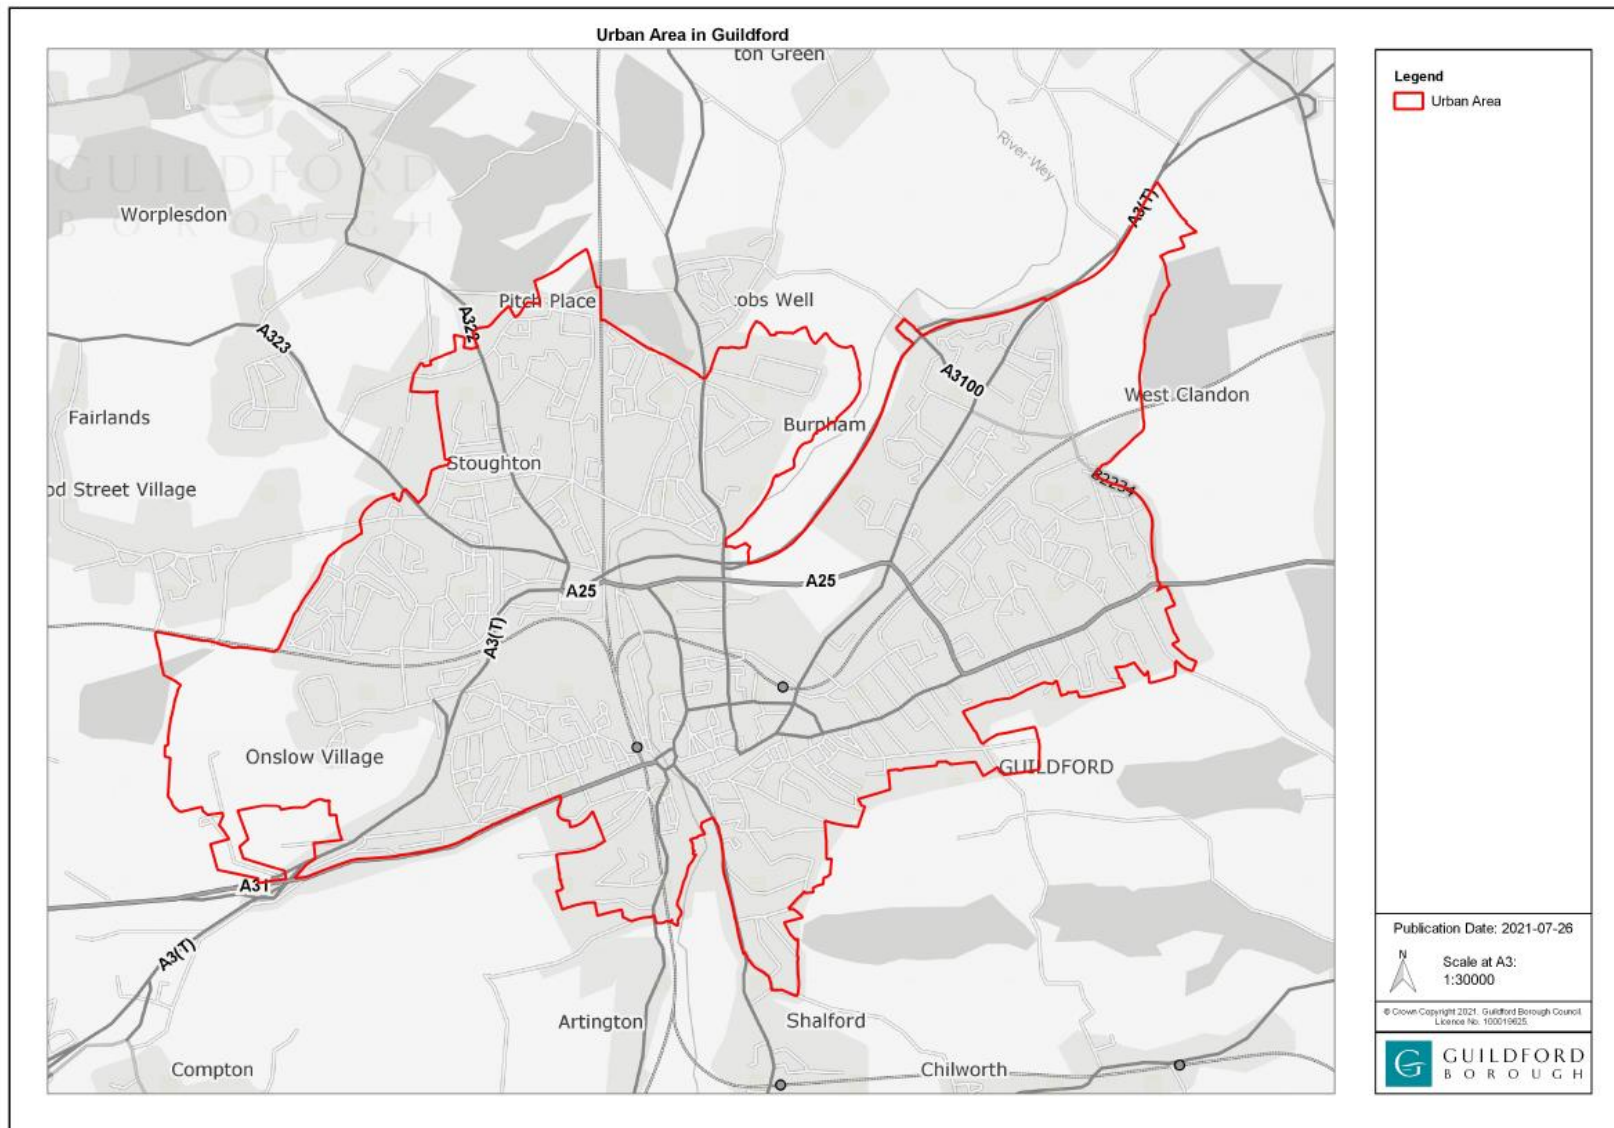 Urban Area in Guildford
ton Green
GUILDFORD
BOROUGH
River Wey
A3(T)
Worplesdon
Pitch Place
obs Well
A322
A323
A3100
West Clandon
Fairlands
Burpham
Stoughton
od Street Village
B2234
A25
A25
A3(T)
Onslow Village
GUILDFORD
A31
A3(T)
Artington
Shalford
Compton
Chilworth
Legend
Urban Area
Publication Date: 2021-07-26
N
Scale at A3:
1:30000
© Crown Copyright 2021. Guildford Borough Council.
Licence No. 100019625.
GUILDFORD
BOROUGH